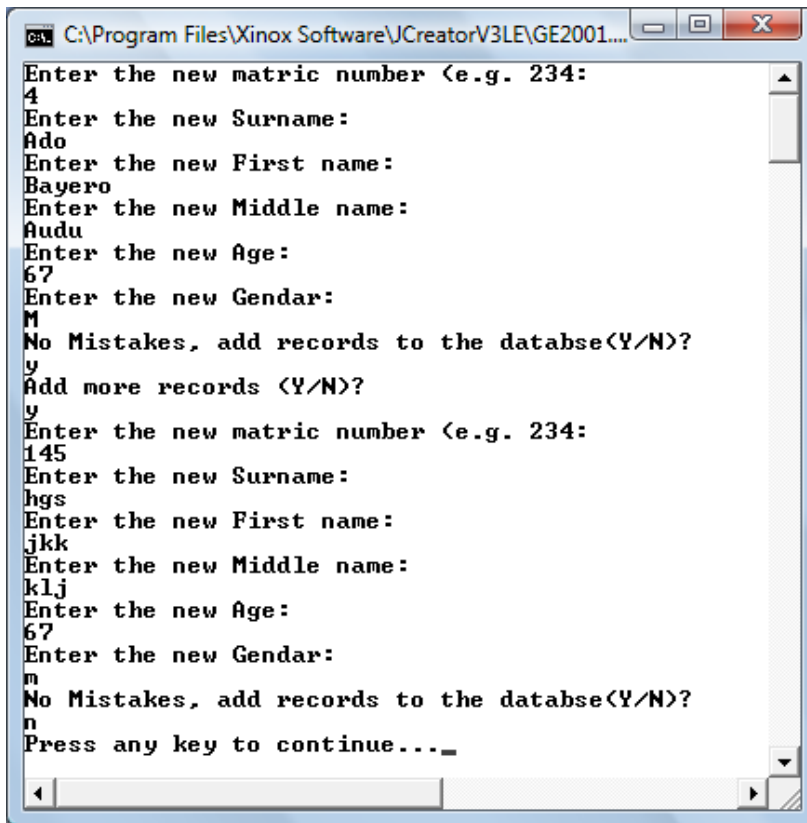 C:\Program Files\Xinox Software\JCreatorV3LE\GE2001....
Enter the new matric number (e.g. 234:
4
Enter the new Surname:
Ado
Enter the new First name:
Bayero
Enter the new Middle name:
Audu
Enter the new Age:
67
Enter the new Gendar:
M
No Mistakes, add records to the databse(Y/N)?
y
Add more records (Y/N)?
y
Enter the new matric number (e.g. 234:
145
Enter the new Surname:
hgs
Enter the new First name:
jkk
Enter the new Middle name:
klj
Enter the new Age:
67
Enter the new Gendar:
m
No Mistakes, add records to the databse(Y/N)?
n
Press any key to continue..._